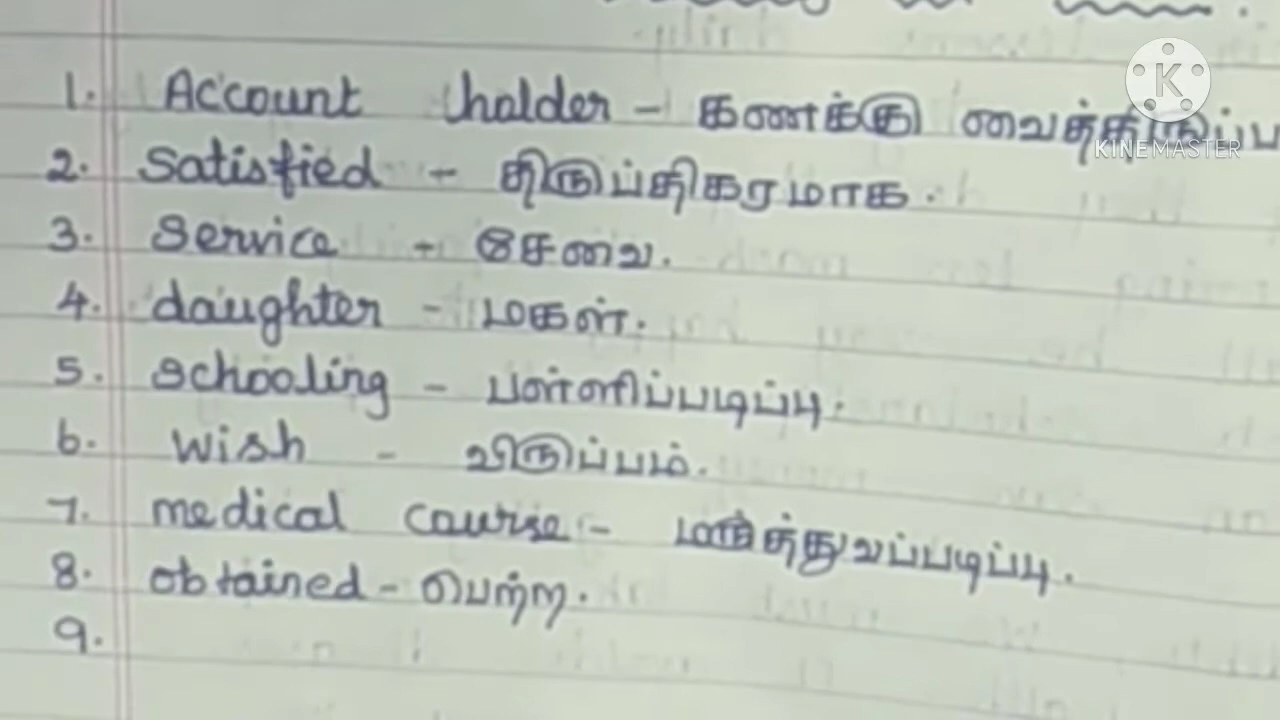 1. Account holder - கணக்கு
KINEMASTER
2. Satisfied - திருப்திகரமாக.
3. Service - சேவை.
4. daughter - மகள்.
5. Schooling - பள்ளிப்படிப்பு.
6. Wish - விருப்பம்.
7. medical course - மருத்துவப்படிப்பு.
8. obtained - பெற்ற.
9.